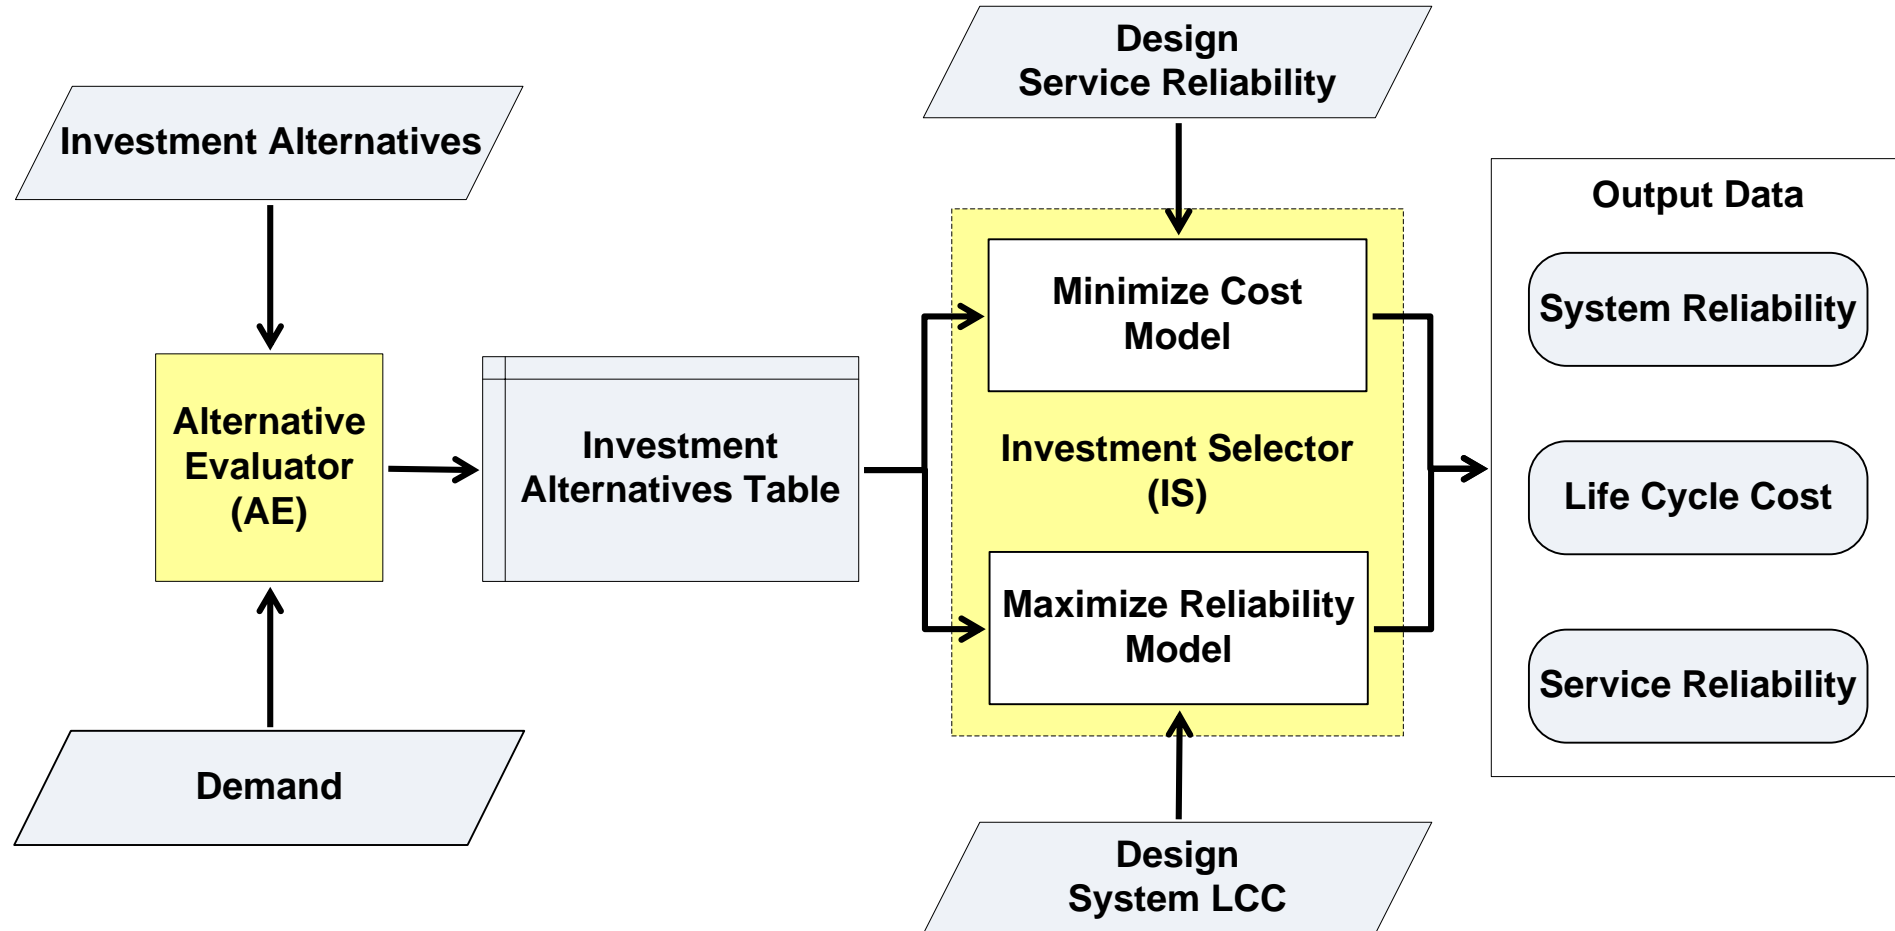 Design
Service Reliability
Investment Alternatives
Output Data
Minimize Cost
Model
System Reliability
Alternative
Evaluator
(AE)
Investment
Alternatives Table
Investment Selector
(IS)
Life Cycle Cost
Maximize Reliability
Model
Service Reliability
Demand
Design
System LCC